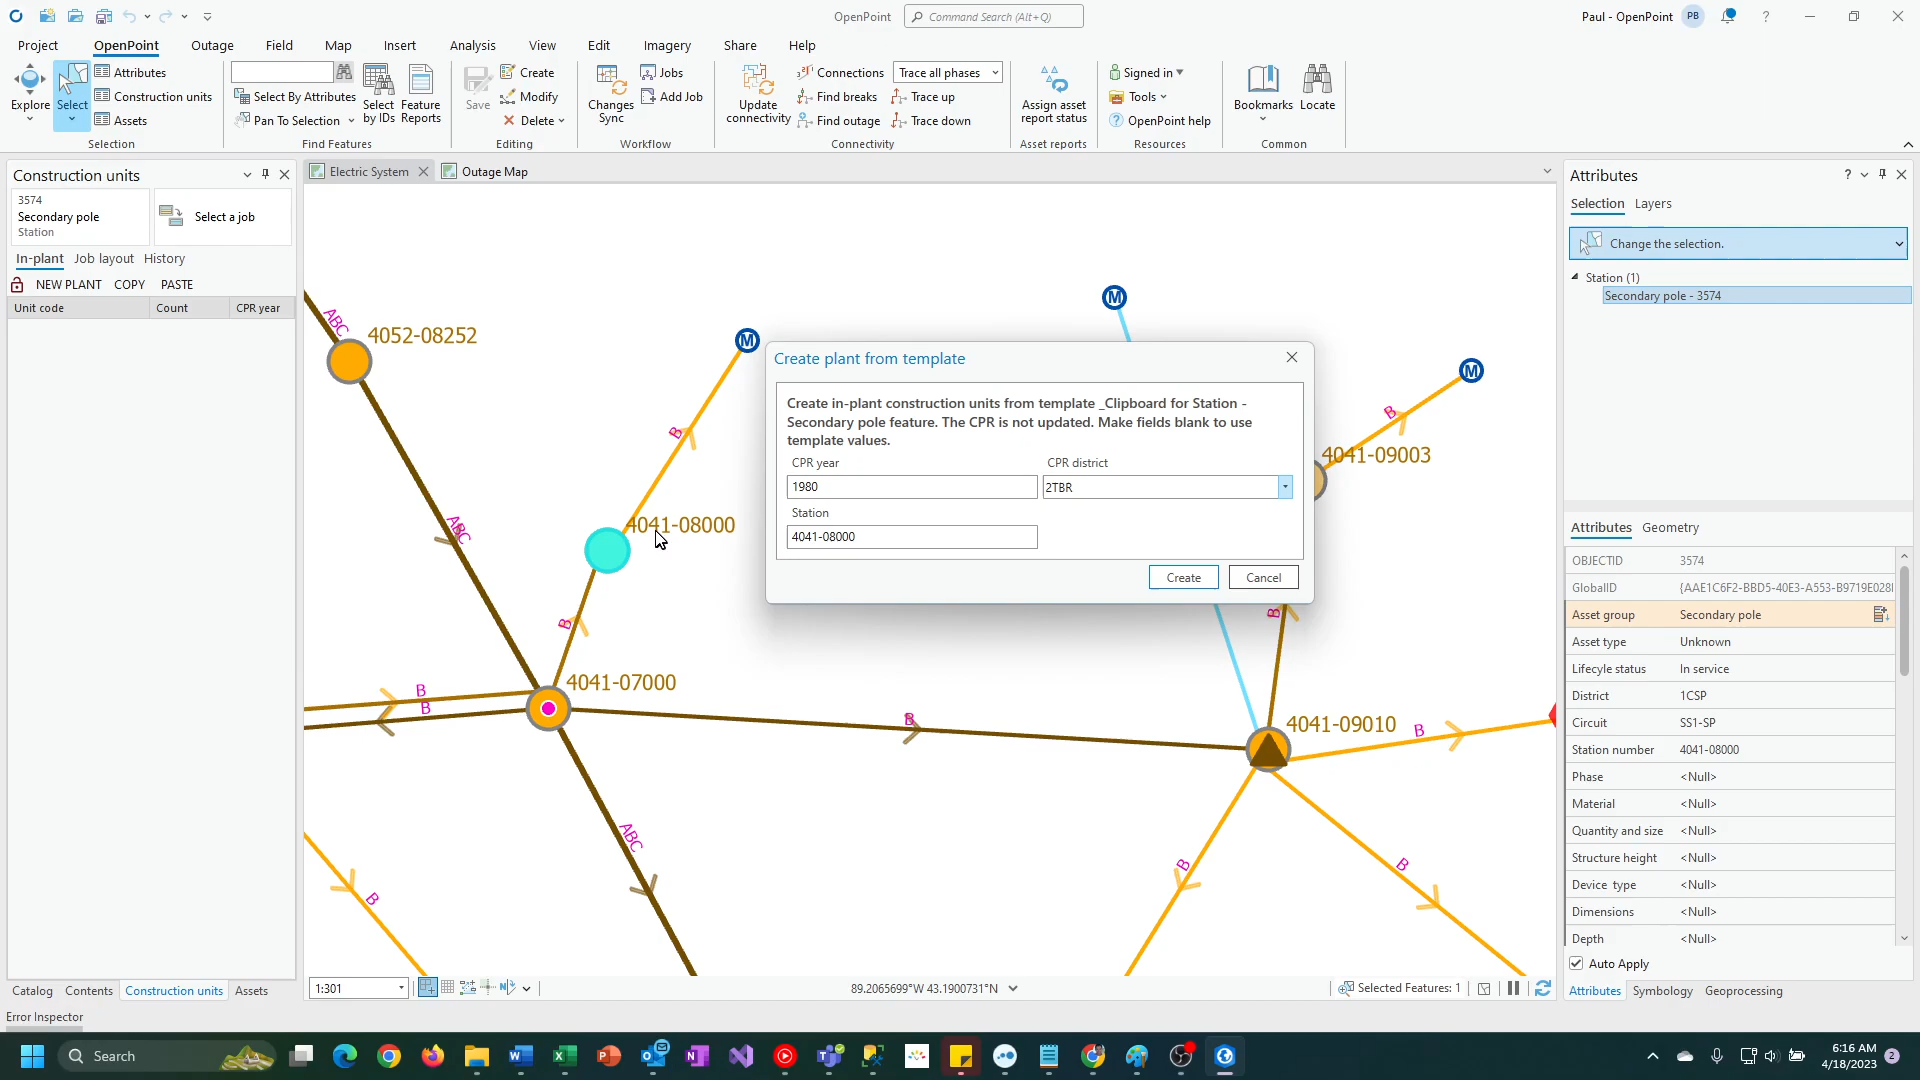 OpenPoint
Command Search (Alt+Q)
Paul - OpenPoint
PB
?
Project
OpenPoint
Outage
Field
Map
Insert
Analysis
View
Edit
Imagery
Share
Help
Explore
Select
Attributes
Construction units
Assets
Selection
Select By Attributes
Pan To Selection
Select
by IDs
Feature
Reports
Find Features
Save
Create
Modify
Delete
Editing
Changes
Sync
Jobs
Add Job
Workflow
Update
connectivity
Connections
Find breaks
Find outage
Trace all phases
Trace up
Trace down
Connectivity
Assign asset
report status
Asset reports
Signed in
Tools
OpenPoint help
Resources
Bookmarks
Locate
Common
Construction units
3574
Secondary pole
Station
Select a job
In-plant
Job layout
History
NEW PLANT
COPY
PASTE
Unit code
Count
CPR year
Electric System
Outage Map
ABC
4052-08252
M
M
M
B
B
4041-09003
ABC
4041-08000
B
B
4041-07000
B
B
B
4041-09010
B
ABC
B
B
B
Create plant from template
Create in-plant construction units from template _Clipboard for Station -
Secondary pole feature. The CPR is not updated. Make fields blank to use
template values.
CPR year
CPR district
1980
2TBR
Station
4041-08000
Create
Cancel
Attributes
?
Selection
Layers
Change the selection.
Station (1)
Secondary pole - 3574
Attributes
Geometry
OBJECTID 3574
GlobalID {AAE1C6F2-BBD5-40E3-A553-B9719E028
Asset group Secondary pole
Asset type Unknown
Lifecyle status In service
District 1CSP
Circuit SS1-SP
Station number 4041-08000
Phase <Null>
Material <Null>
Quantity and size <Null>
Structure height <Null>
Device type <Null>
Dimensions <Null>
Depth <Null>
Auto Apply
Catalog
Contents
Construction units
Assets
1:301
N
89.2065699°W 43.1900731°N
Selected Features: 1
Attributes
Symbology
Geoprocessing
Error Inspector
Search
6:16 AM
4/18/2023
2